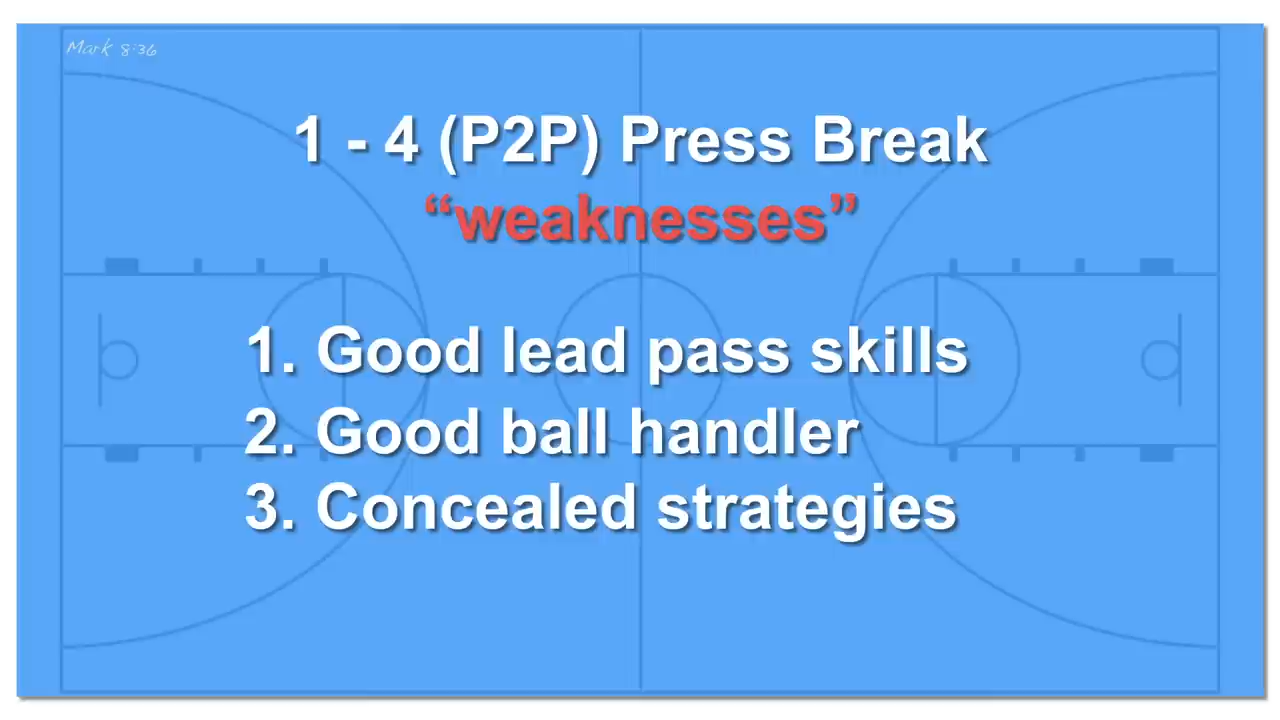 Mark 8:36
1 - 4 (P2P) Press Break
“weaknesses”
1. Good lead pass skills
2. Good ball handler
3. Concealed strategies